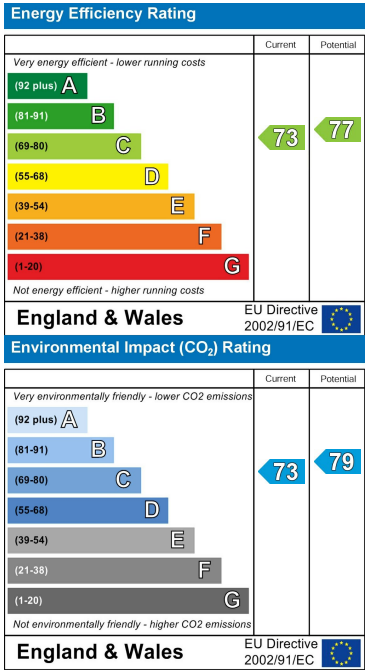 Energy Efficiency Rating
Current Potential
Very energy efficient - lower running costs
(92 plus) A
(81-91) B
(69-80) C
73 77
(55-68) D
(39-54) E
(21-38) F
(1-20) G
Not energy efficient - higher running costs
England & Wales
EU Directive
2002/91/EC
Environmental Impact (CO₂) Rating
Current Potential
Very environmentally friendly - lower CO2 emissions
(92 plus) A
(81-91) B
(69-80) C
73 79
(55-68) D
(39-54) E
(21-38) F
(1-20) G
Not environmentally friendly - higher CO2 emissions
England & Wales
EU Directive
2002/91/EC